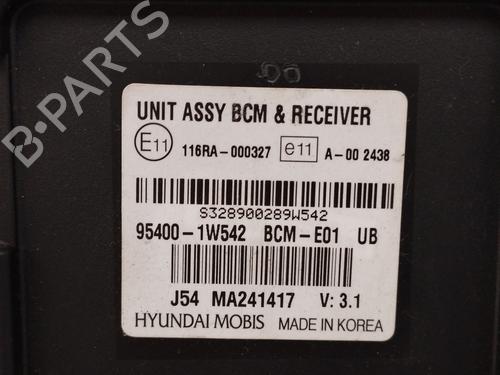 UNIT ASSY BCM & RECEIVER
E11 116RA-000327 e11 A-00 2438
S328900289W542
95400-1W542 BCM-E01 UB
J54 MA241417 V: 3.1
HYUNDAI MOBIS MADE IN KOREA